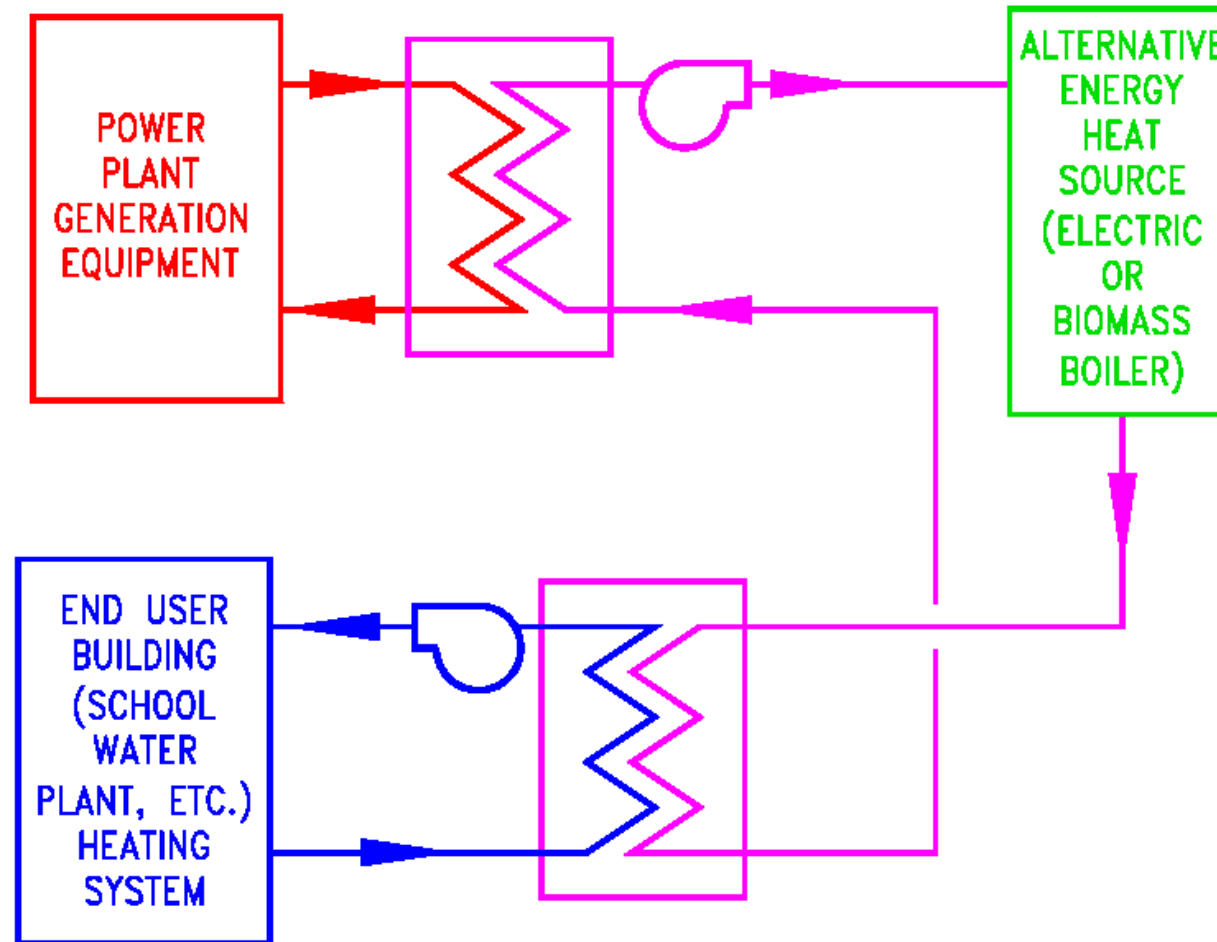 POWER
PLANT
GENERATION
EQUIPMENT
ALTERNATIVE
ENERGY
HEAT
SOURCE
(ELECTRIC
OR
BIOMASS
BOILER)
END USER
BUILDING
(SCHOOL
WATER
PLANT, ETC.)
HEATING
SYSTEM